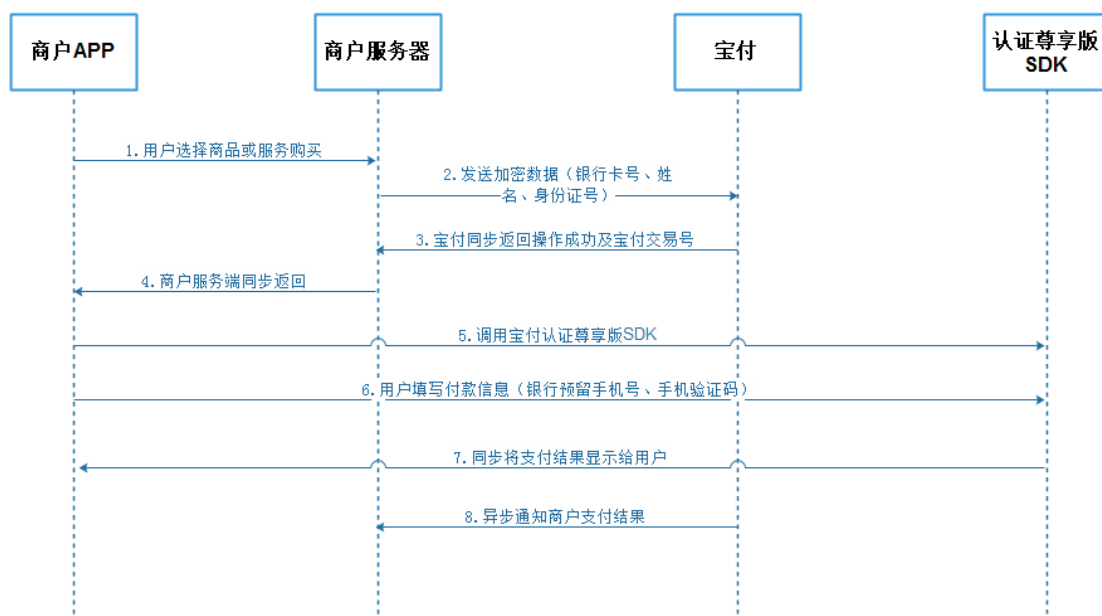 商户APP
商户服务器
宝付
认证尊享版
SDK
1.用户选择商品或服务购买
2.发送加密数据（银行卡号、姓
名、身份证号）
3.宝付同步返回操作成功及宝付交易号
4.商户服务端同步返回
5.调用宝付认证尊享版SDK
6.用户填写付款信息（银行预留手机号、手机验证码）
7.同步将支付结果显示给用户
8.异步通知商户支付结果